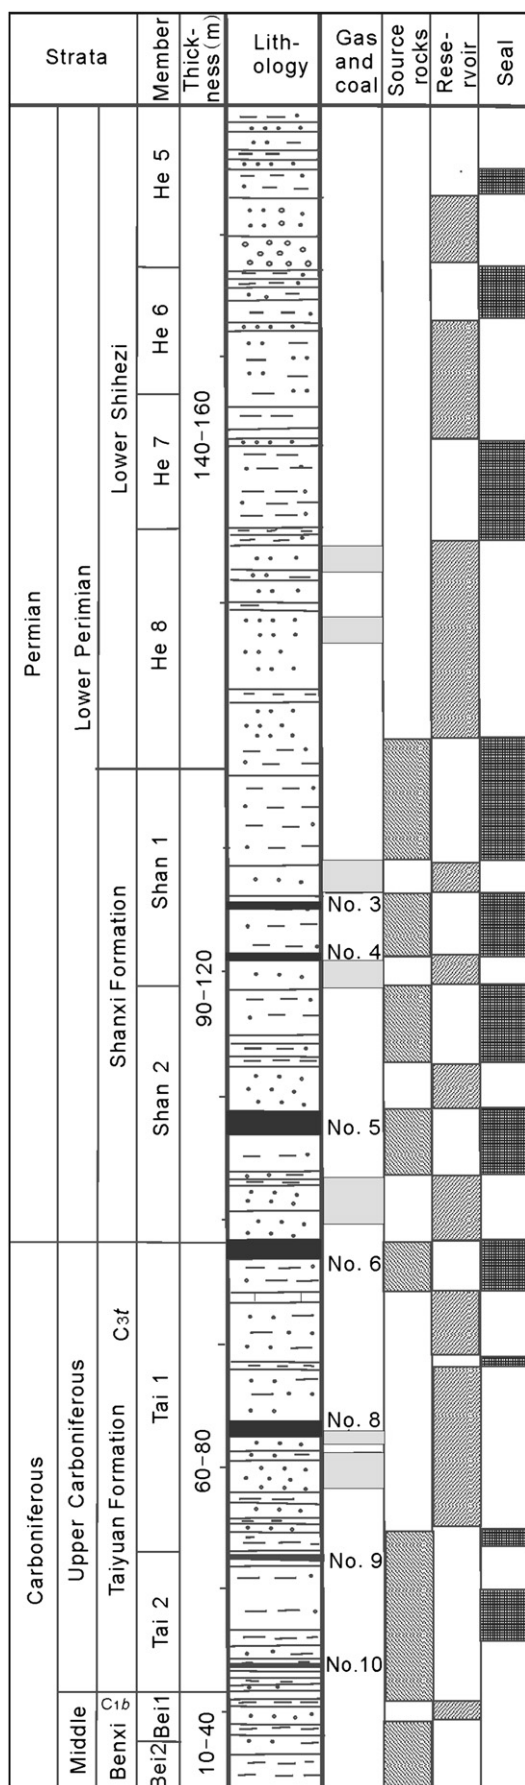 Strata
Member
Thick-
ness(m)
Lith-
ology
Gas
and
coal
Source
rocks
Rese-
rvoir
Seal
Permian
Lower Perimian
Lower Shihezi
He 5
He 6
He 7
He 8
140-160
Shanxi Formation
Shan 1
Shan 2
90-120
No. 3
No. 4
No. 5
Carboniferous
Upper Carboniferous
Taiyuan Formation
C3t
Tai 1
Tai 2
60-80
No. 6
No. 8
No. 9
No.10
Middle
Benxi
C1b
Bei1
Bei2
10-40